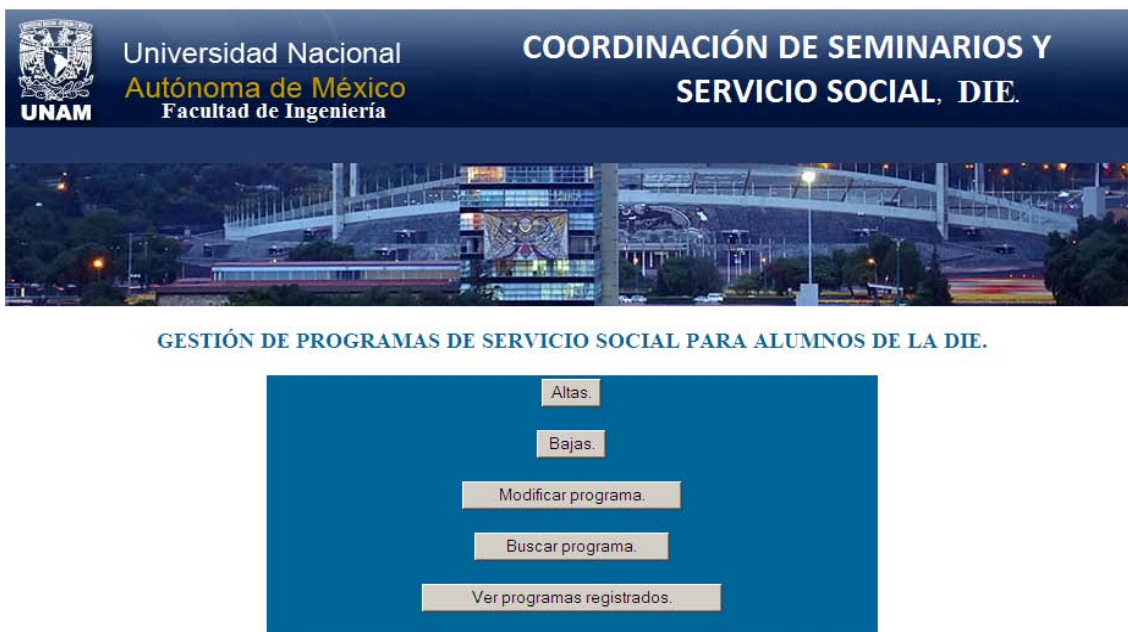 UNAM
Universidad Nacional
Autónoma de México
Facultad de Ingeniería
COORDINACIÓN DE SEMINARIOS Y
SERVICIO SOCIAL, DIE.
GESTIÓN DE PROGRAMAS DE SERVICIO SOCIAL PARA ALUMNOS DE LA DIE.
Altas.
Bajas.
Modificar programa.
Buscar programa.
Ver programas registrados.